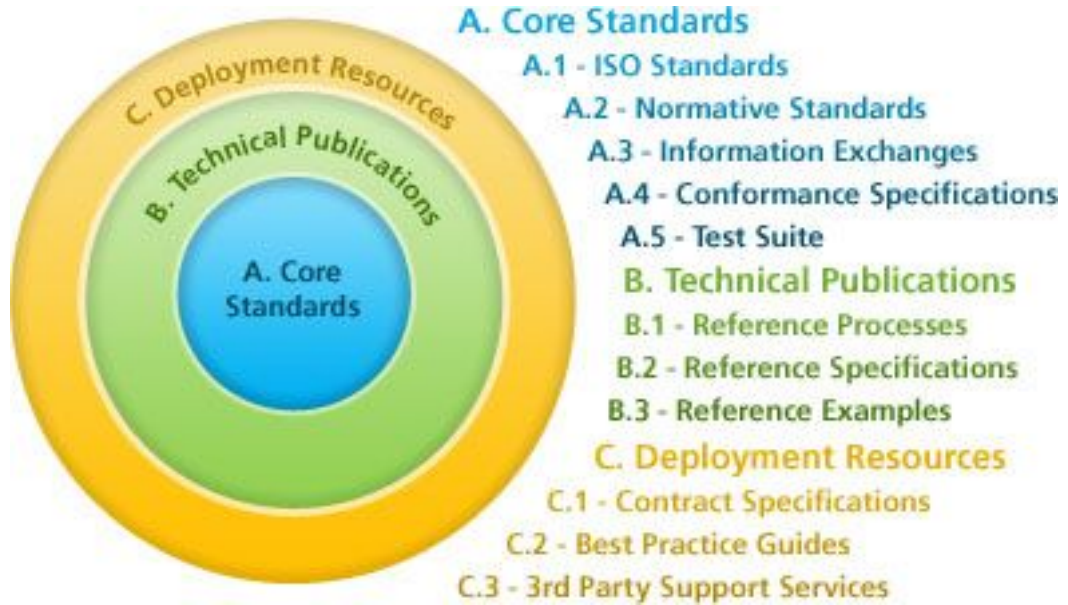 C. Deployment Resources
B. Technical Publications
A. Core
Standards
A. Core Standards
A.1 - ISO Standards
A.2 - Normative Standards
A.3 - Information Exchanges
A.4 - Conformance Specifications
A.5 - Test Suite
B. Technical Publications
B.1 - Reference Processes
B.2 - Reference Specifications
B.3 - Reference Examples
C. Deployment Resources
C.1 - Contract Specifications
C.2 - Best Practice Guides
C.3 - 3rd Party Support Services